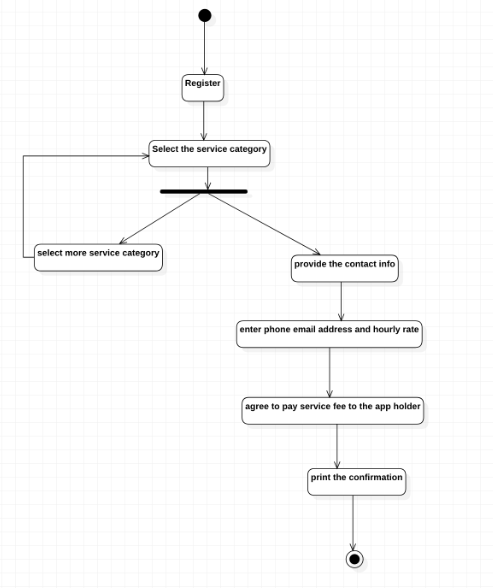 Register
Select the service category
select more service category
provide the contact info
enter phone email address and hourly rate
agree to pay service fee to the app holder
print the confirmation